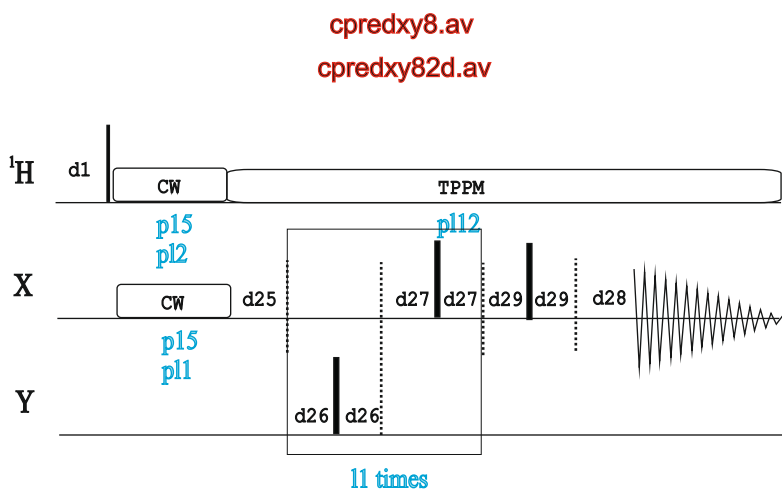 cpredxy8.av
cpredxy82d.av
¹H d1 CW TPPM
p15 pl12
pl2
X CW d25 d27 d27 d29 d29 d28
p15
pl1
Y d26 d26
l1 times